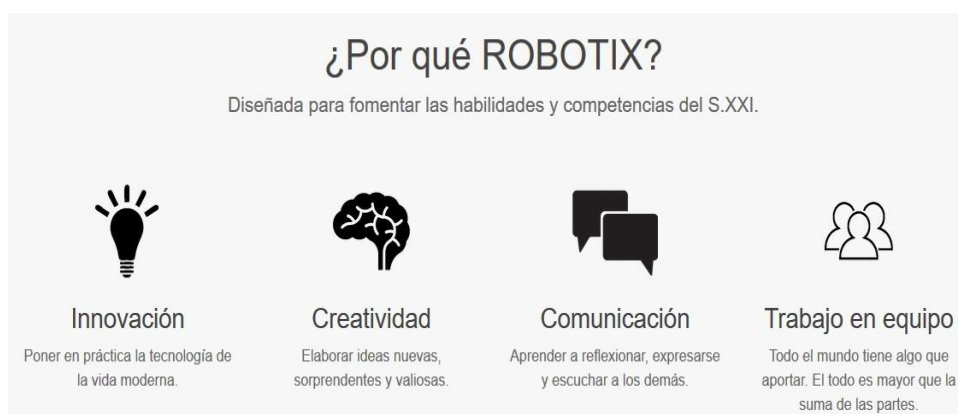 ¿Por qué ROBOTIX?
Diseñada para fomentar las habilidades y competencias del S.XXI.
Innovación
Poner en práctica la tecnología de
la vida moderna.
Creatividad
Elaborar ideas nuevas,
sorprendentes y valiosas.
Comunicación
Aprender a reflexionar, expresarse
y escuchar a los demás.
Trabajo en equipo
Todo el mundo tiene algo que
aportar. El todo es mayor que la
suma de las partes.